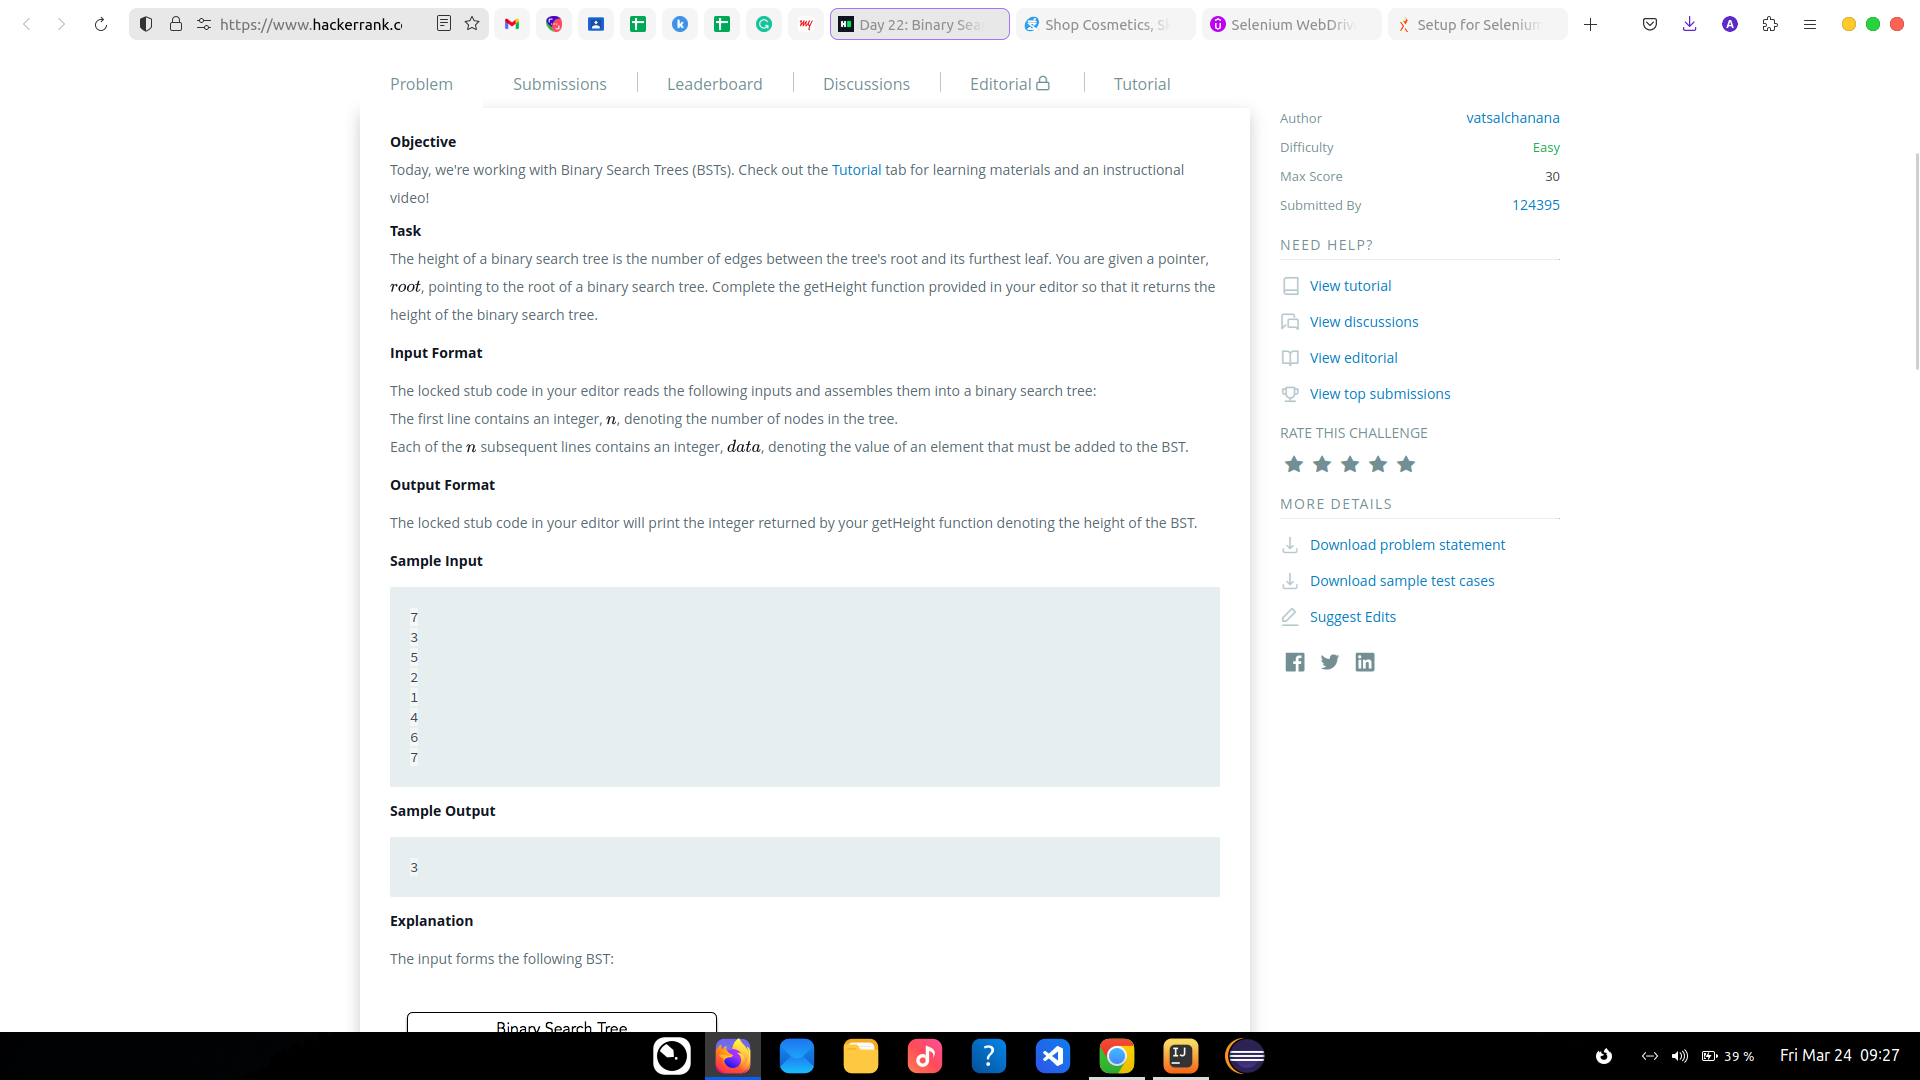 https://www.hackerrank.c
Day 22: Binary Sea
Shop Cosmetics, S
Selenium WebDriv
Setup for Selenium
Problem
Submissions
Leaderboard
Discussions
Editorial
Tutorial
Objective
Today, we're working with Binary Search Trees (BSTs). Check out the Tutorial tab for learning materials and an instructional
video!
Task
The height of a binary search tree is the number of edges between the tree's root and its furthest leaf. You are given a pointer,
root, pointing to the root of a binary search tree. Complete the getHeight function provided in your editor so that it returns the
height of the binary search tree.
Input Format
The locked stub code in your editor reads the following inputs and assembles them into a binary search tree:
The first line contains an integer, n, denoting the number of nodes in the tree.
Each of the n subsequent lines contains an integer, data, denoting the value of an element that must be added to the BST.
Output Format
The locked stub code in your editor will print the integer returned by your getHeight function denoting the height of the BST.
Sample Input
7
3
5
2
1
4
6
7
Sample Output
3
Explanation
The input forms the following BST:
Binary Search Tree
Author vatsalchanana
Difficulty Easy
Max Score 30
Submitted By 124395
NEED HELP?
View tutorial
View discussions
View editorial
View top submissions
RATE THIS CHALLENGE
MORE DETAILS
Download problem statement
Download sample test cases
Suggest Edits
39 %
Fri Mar 24 09:27